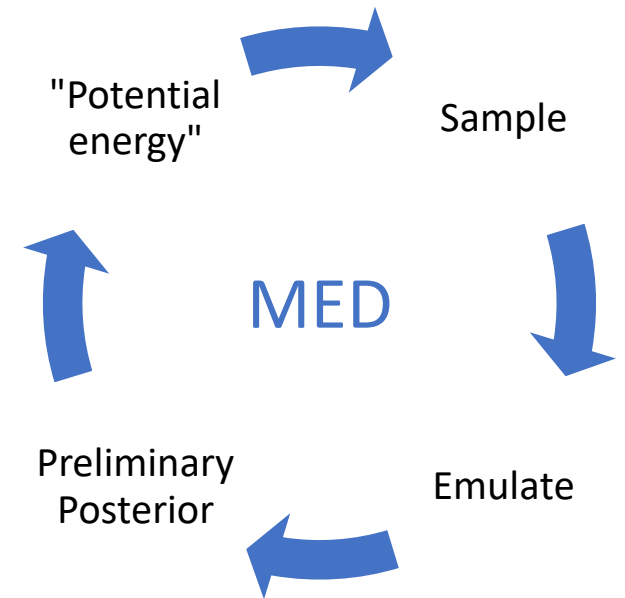 "Potential
energy"
Sample
MED
Preliminary
Posterior
Emulate